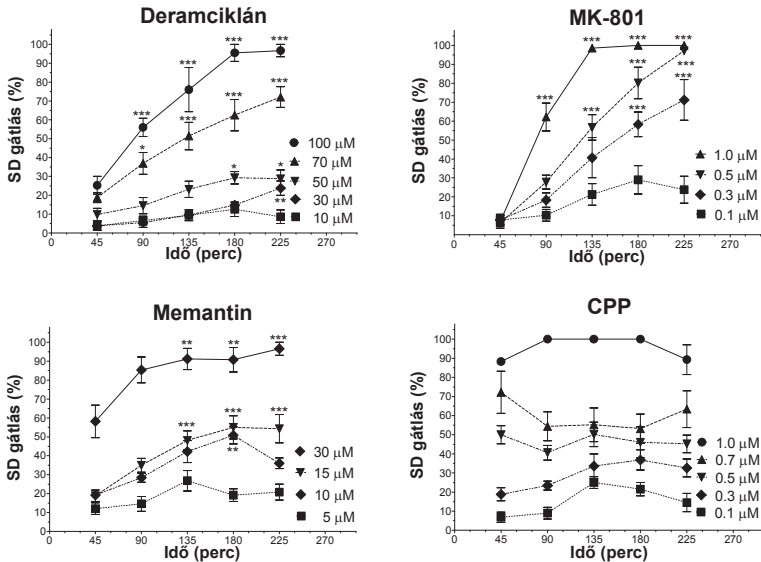 Deramciklán
SD gátlás (%)
100
90
80
70
60
50
40
30
20
10
0
*** *** *** ***
* *** *** ***
* *
**
100 µM
70 µM
50 µM
30 µM
10 µM
0 45 90 135 180 225 270
Idő (perc)
MK-801
SD gátlás (%)
100
90
80
70
60
50
40
30
20
10
*** *** *** ***
*** *** ***
*** ***
1.0 µM
0.5 µM
0.3 µM
0.1 µM
0 45 90 135 180 225 270
Idő (perc)
Memantin
SD gátlás (%)
100
90
80
70
60
50
40
30
20
10
0
** ** ***
*** *** ***
**
30 µM
15 µM
10 µM
5 µM
0 45 90 135 180 225 270
Idő (perc)
CPP
SD gátlás (%)
100
90
80
70
60
50
40
30
20
10
0
1.0 µM
0.7 µM
0.5 µM
0.3 µM
0.1 µM
0 45 90 135 180 225 270
Idő (perc)